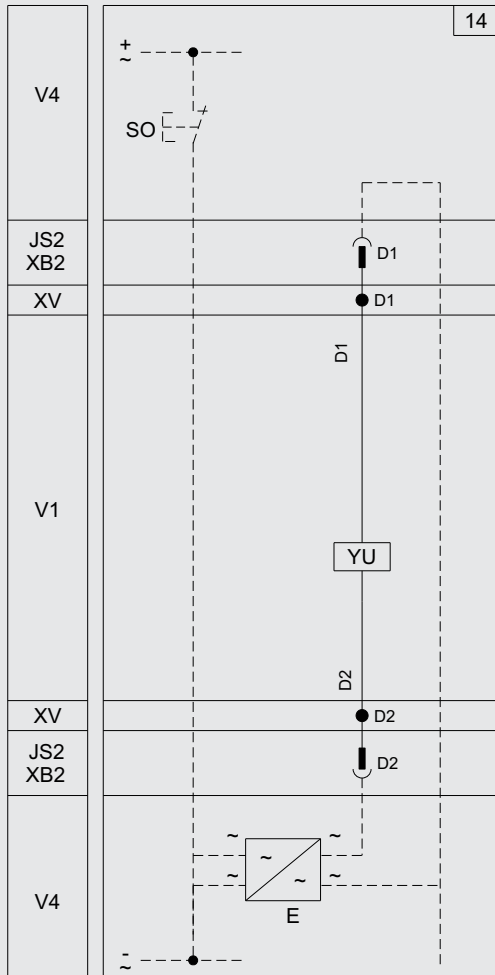 14
+
~
V4
SO
JS2
XB2
D1
XV
D1
D1
V1
YU
D2
XV
D2
JS2
XB2
D2
~ ~
~
~ ~
~
E
V4
-
~